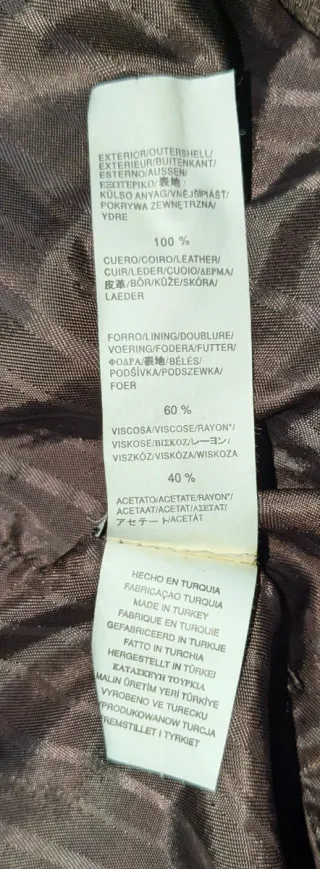 EXTERIOR/OUTERSHELL/
EXTERIEUR/BUITENKANT/
ESTERNO/AUSSEN/
ΕΞΩΤΕΡΙΚΟ/表地/
KÜLSO ANYAG/VNĚJŠIPLÁŠŤ/
POKRYWA ZEWNĘTRZNA/
YDRE
100 %
CUERO/COIRO/LEATHER/
CUIR/LEDER/CUOIO/ΔΕΡΜΑ/
皮革/BŐR/KŮŽE/SKÓRA/
LAEDER
FORRO/LINING/DOUBLURE/
VOERING/FODERA/FUTTER/
ΦΟΔΡΑ/裏地/BÉLÉS/
PODŠÍVKA/PODSZEWKA/
FOER
60 %
VISCOSA/VISCOSE/RAYON*/
VISKOSE/ΒΙΣΚΟΖ/レーヨン/
VISZKÓZ/VISKÓZA/WISKOZA
40 %
ACETATO/ACETATE/RAYON*/
ACETAAT/ACETAT/ΑΣΕΤΑΤ/
アセテート/ACETÁT
HECHO EN TURQUIA
FABRICAÇAO TURQUIA
MADE IN TURKEY
FABRIQUE EN TURQUIE
GEFABRICEERD IN TURKIJE
FATTO IN TURCHIA
HERGESTELLT IN TÜRKEI
ΚΑΤΑΣΚΕΥΗ ΤΟΥΡΚΙΑ
MALIN ÜRETİM YERİ TÜRKİYE
VYROBENO VE TURECKU
YPRODUKOWANOW TURCJA
FREMSTILLET I TYRKIET